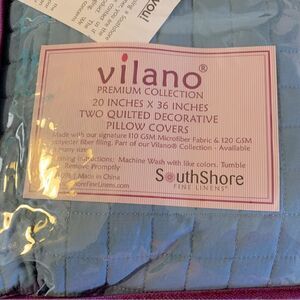 you!
vilano®
PREMIUM COLLECTION
20 INCHES X 36 INCHES
TWO QUILTED DECORATIVE
PILLOW COVERS
Made with our signature 110 GSM Microfiber Fabric & 120 GSM
polyester fiber filling. Part of our Vilano® Collection - Available
many
Instructions: Machine Wash with like colors. Tumble
Remove Promptly
Made in China
SouthShore
FINE LINENS